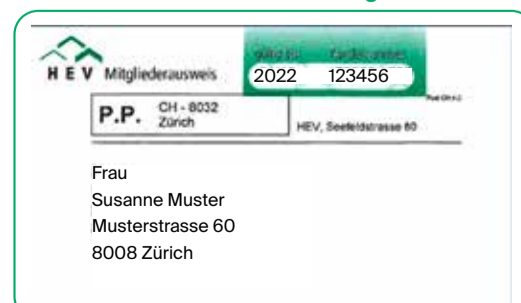 HEV Mitgliederausweis
2022 123456
P.P. CH - 8032
Zürich
HEV, Seefeldstrasse 60
Frau
Susanne Muster
Musterstrasse 60
8008 Zürich